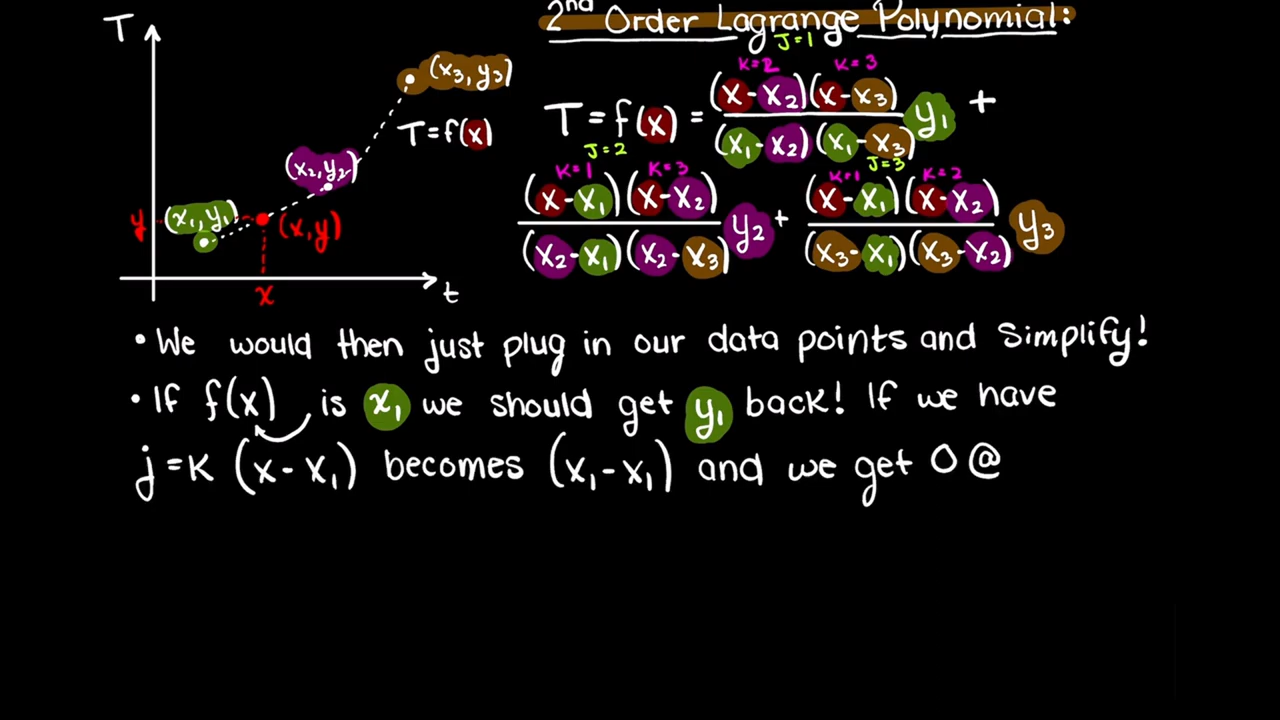 2nd Order Lagrange Polynomial:
T
(x3, y3)
T=f(x)
(x2, y2)
(x1, y1)
y
(x, y)
x
t
J=1
K=2 K=3
T = f(x) = (x-x2)(x-x3) / (x1-x2)(x1-x3) y1 +
J=2
K=1 K=3
(x-x1)(x-x2) / (x2-x1)(x2-x3) y2 +
J=3
K=1 K=2
(x-x1)(x-x2) / (x3-x1)(x3-x2) y3
• We would then just plug in our data points and simplify!
• If f(x) is x1 we should get y1 back! If we have
j=K (x-x1) becomes (x1-x1) and we get 0 @